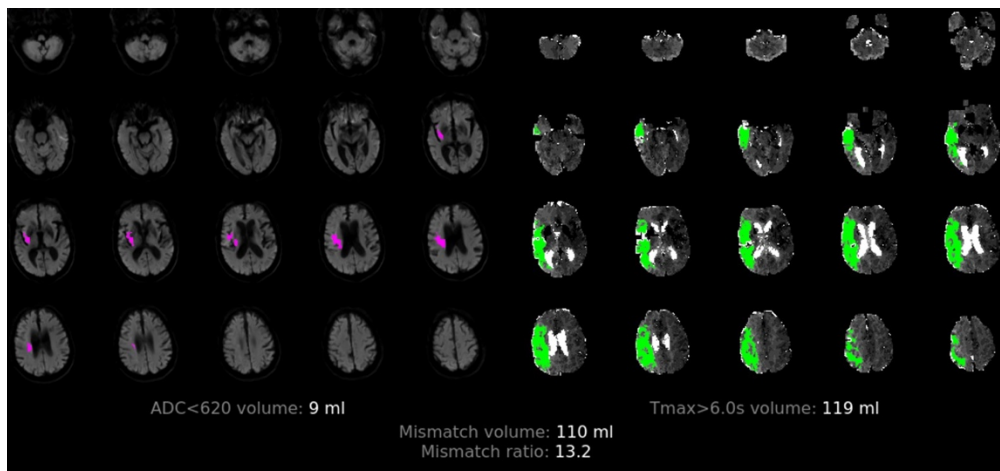 ADC<620 volume: 9 ml
Tmax>6.0s volume: 119 ml
Mismatch volume: 110 ml
Mismatch ratio: 13.2